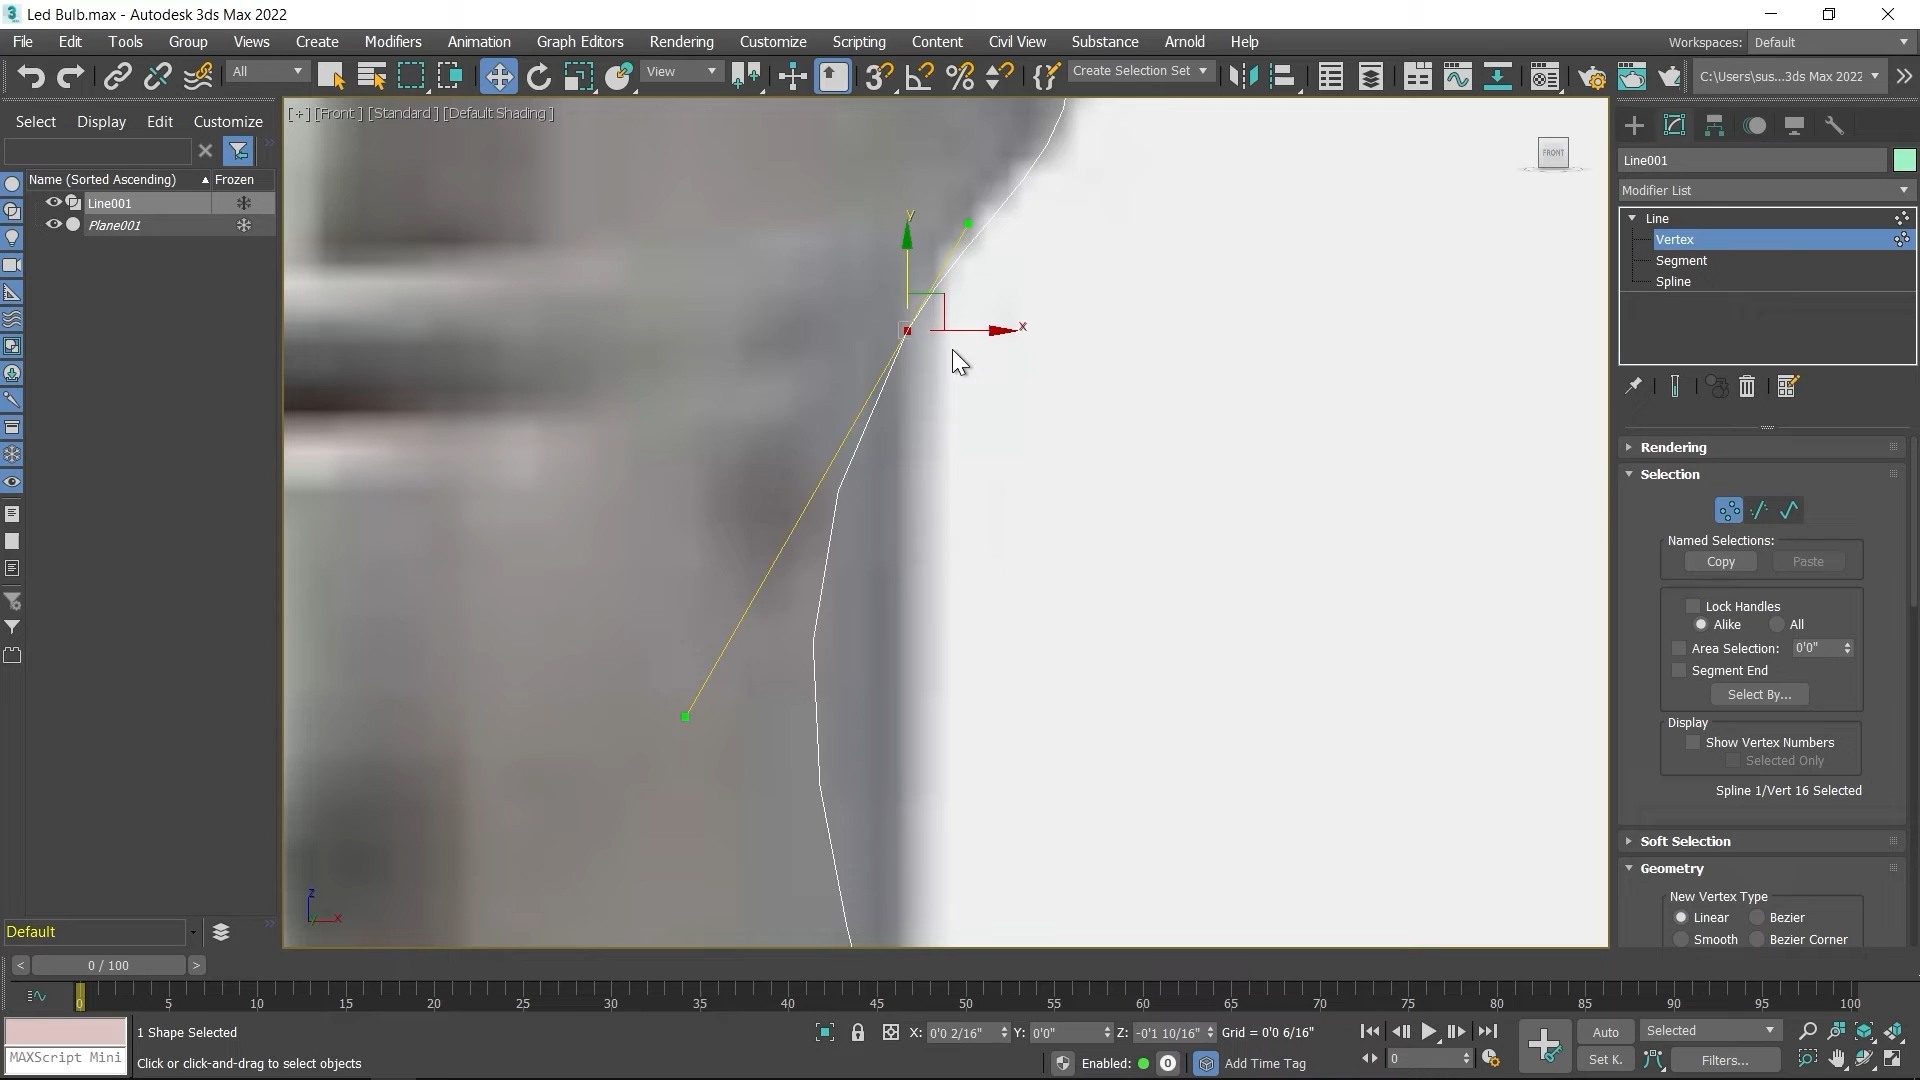 Led Bulb.max - Autodesk 3ds Max 2022
File Edit Tools Group Views Create Modifiers Animation Graph Editors Rendering Customize Scripting Content Civil View Substance Arnold Help
Workspaces: Default
All
View
Create Selection Set
C:\Users\sus...3ds Max 2022
Select Display Edit Customize
Name (Sorted Ascending) Frozen
Line001
Plane001
Default
[+] [Front ] [Standard ] [Default Shading ]
FRONT
y
x
z
x
Line001
Modifier List
Line
Vertex
Segment
Spline
Rendering
Selection
Named Selections:
Copy Paste
Lock Handles
Alike All
Area Selection: 0'0"
Segment End
Select By...
Display
Show Vertex Numbers
Selected Only
Spline 1/Vert 16 Selected
Soft Selection
Geometry
New Vertex Type
Linear Bezier
Smooth Bezier Corner
< 0 / 100 >
0 5 10 15 20 25 30 35 40 45 50 55 60 65 70 75 80 85 90 95 100
MAXScript Mini
1 Shape Selected
Click or click-and-drag to select objects
X: 0'0 2/16" Y: 0'0" Z: -0'1 10/16" Grid = 0'0 6/16"
Enabled: 0 Add Time Tag
0
Auto Selected
Set K. Filters...